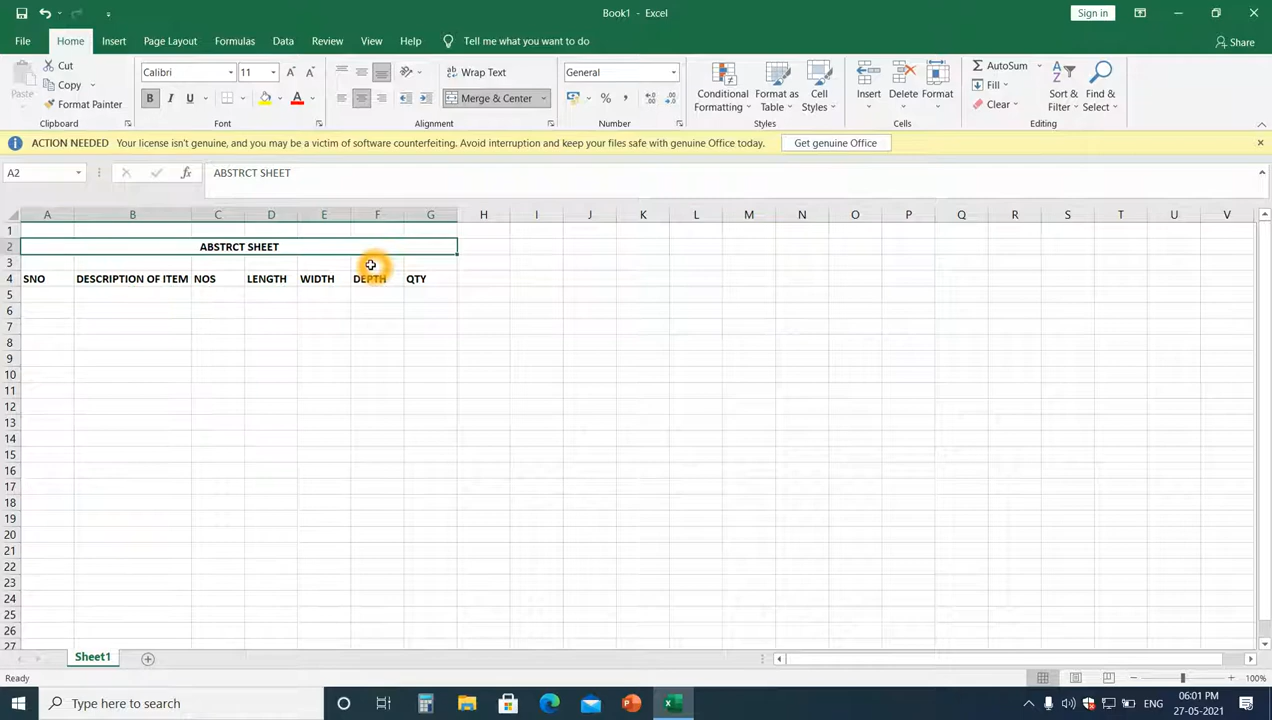 Book1 - Excel
Sign in
File Home Insert Page Layout Formulas Data Review View Help Tell me what you want to do
Share
Paste
Cut
Copy
Format Painter
Clipboard
Calibri 11
B I U
Font
Wrap Text
Merge & Center
Alignment
General
Number
Conditional Formatting
Format as Table
Cell Styles
Styles
Insert
Delete
Format
Cells
AutoSum
Fill
Clear
Sort & Filter
Find & Select
Editing
ACTION NEEDED Your license isn't genuine, and you may be a victim of software counterfeiting. Avoid interruption and keep your files safe with genuine Office today. Get genuine Office
A2 fx ABSTRCT SHEET
A B C D E F G H I J K L M N O P Q R S T U V
1
2 ABSTRCT SHEET
3
4 SNO DESCRIPTION OF ITEM NOS LENGTH WIDTH DEPTH QTY
5
6
7
8
9
10
11
12
13
14
15
16
17
18
19
20
21
22
23
24
25
26
27
Sheet1
Ready
100%
Type here to search
ENG
06:01 PM
27-05-2021